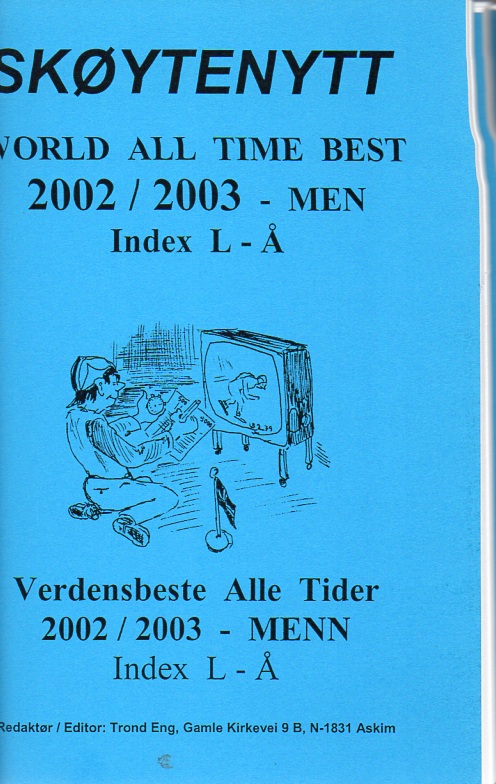 SKØYTENYTT
WORLD ALL TIME BEST
2002 / 2003 - MEN
Index L - Å
Verdensbeste Alle Tider
2002 / 2003 - MENN
Index L - Å
Redaktør / Editor: Trond Eng, Gamle Kirkevei 9 B, N-1831 Askim